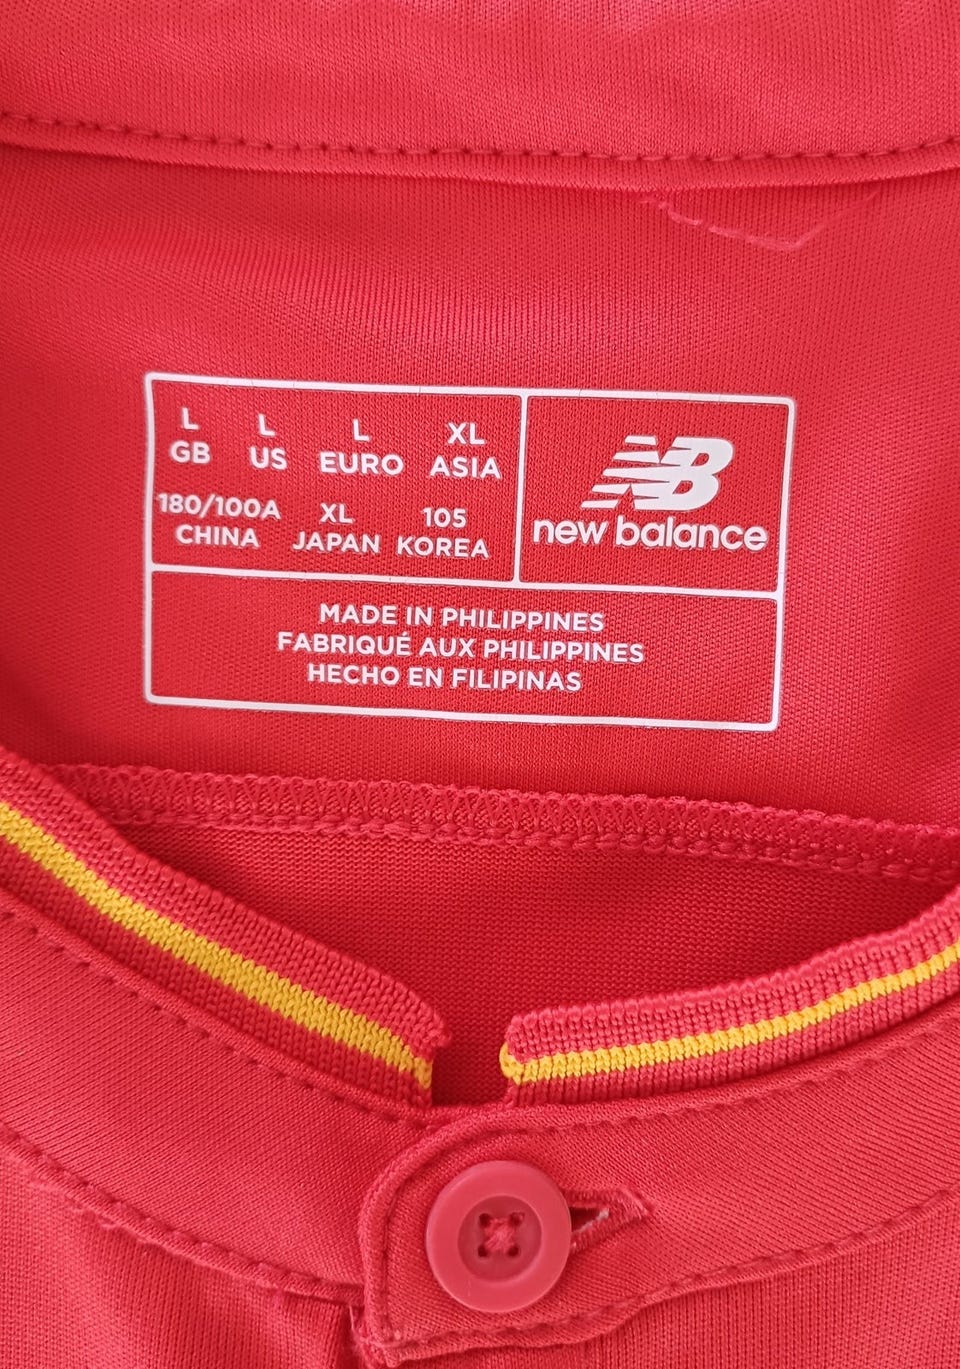 L L L XL
GB US EURO ASIA
180/100A XL 105
CHINA JAPAN KOREA
NB
new balance
MADE IN PHILIPPINES
FABRIQUÉ AUX PHILIPPINES
HECHO EN FILIPINAS